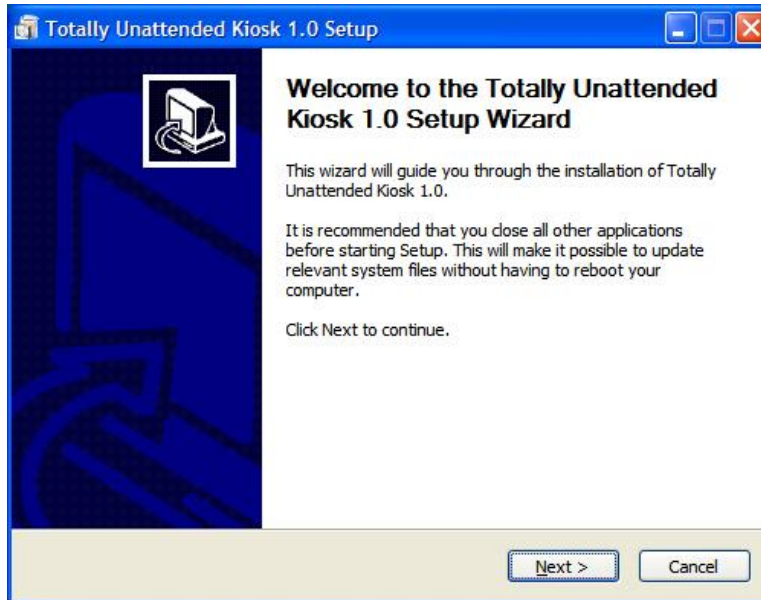 Totally Unattended Kiosk 1.0 Setup
Welcome to the Totally Unattended
Kiosk 1.0 Setup Wizard
This wizard will guide you through the installation of Totally
Unattended Kiosk 1.0.
It is recommended that you close all other applications
before starting Setup. This will make it possible to update
relevant system files without having to reboot your
computer.
Click Next to continue.
Next >
Cancel